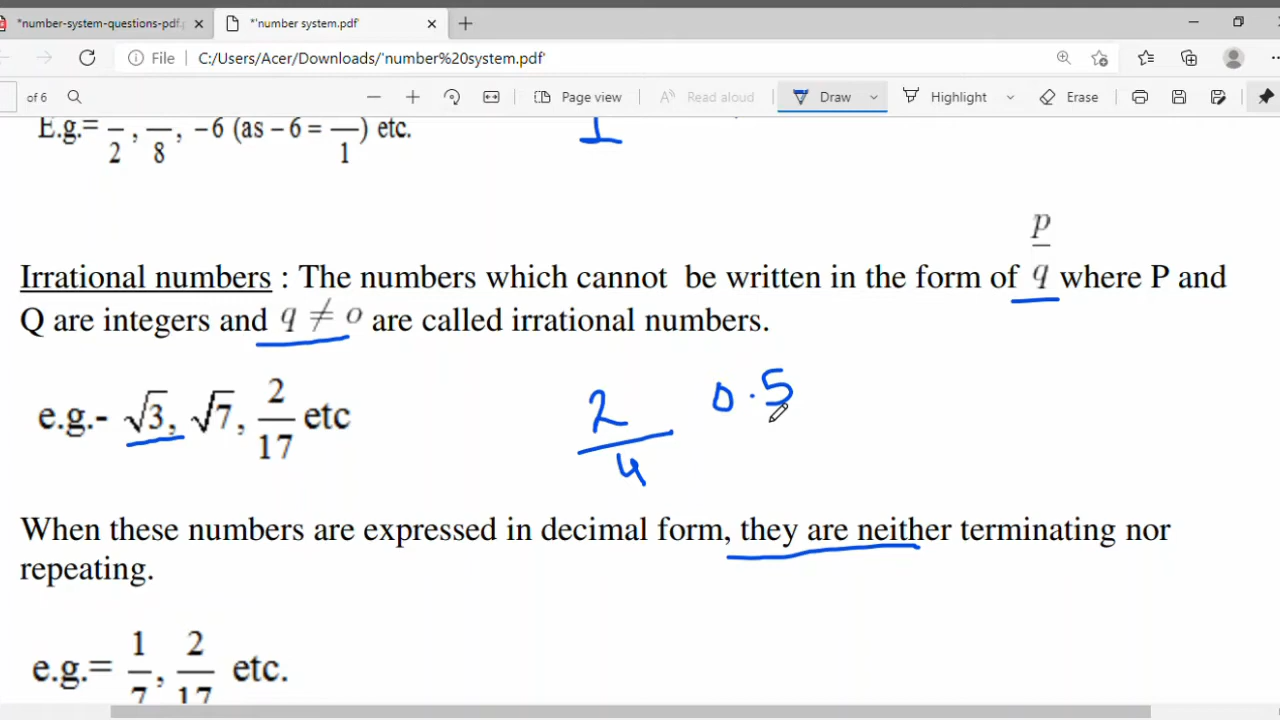 *number-system-questions-pdf. *'number system.pdf'
File C:/Users/Acer/Downloads/'number%20system.pdf'
of 6 Page view Read aloud Draw Highlight Erase
E.g.= — , — , −6 (as − 6 = — ) etc.
2 8 1
1
p
Irrational numbers : The numbers which cannot be written in the form of q where P and
Q are integers and q ≠ o are called irrational numbers.
e.g.- √3, √7, 2/17 etc
2/4 0.5
When these numbers are expressed in decimal form, they are neither terminating nor
repeating.
e.g.= 1/7, 2/17 etc.